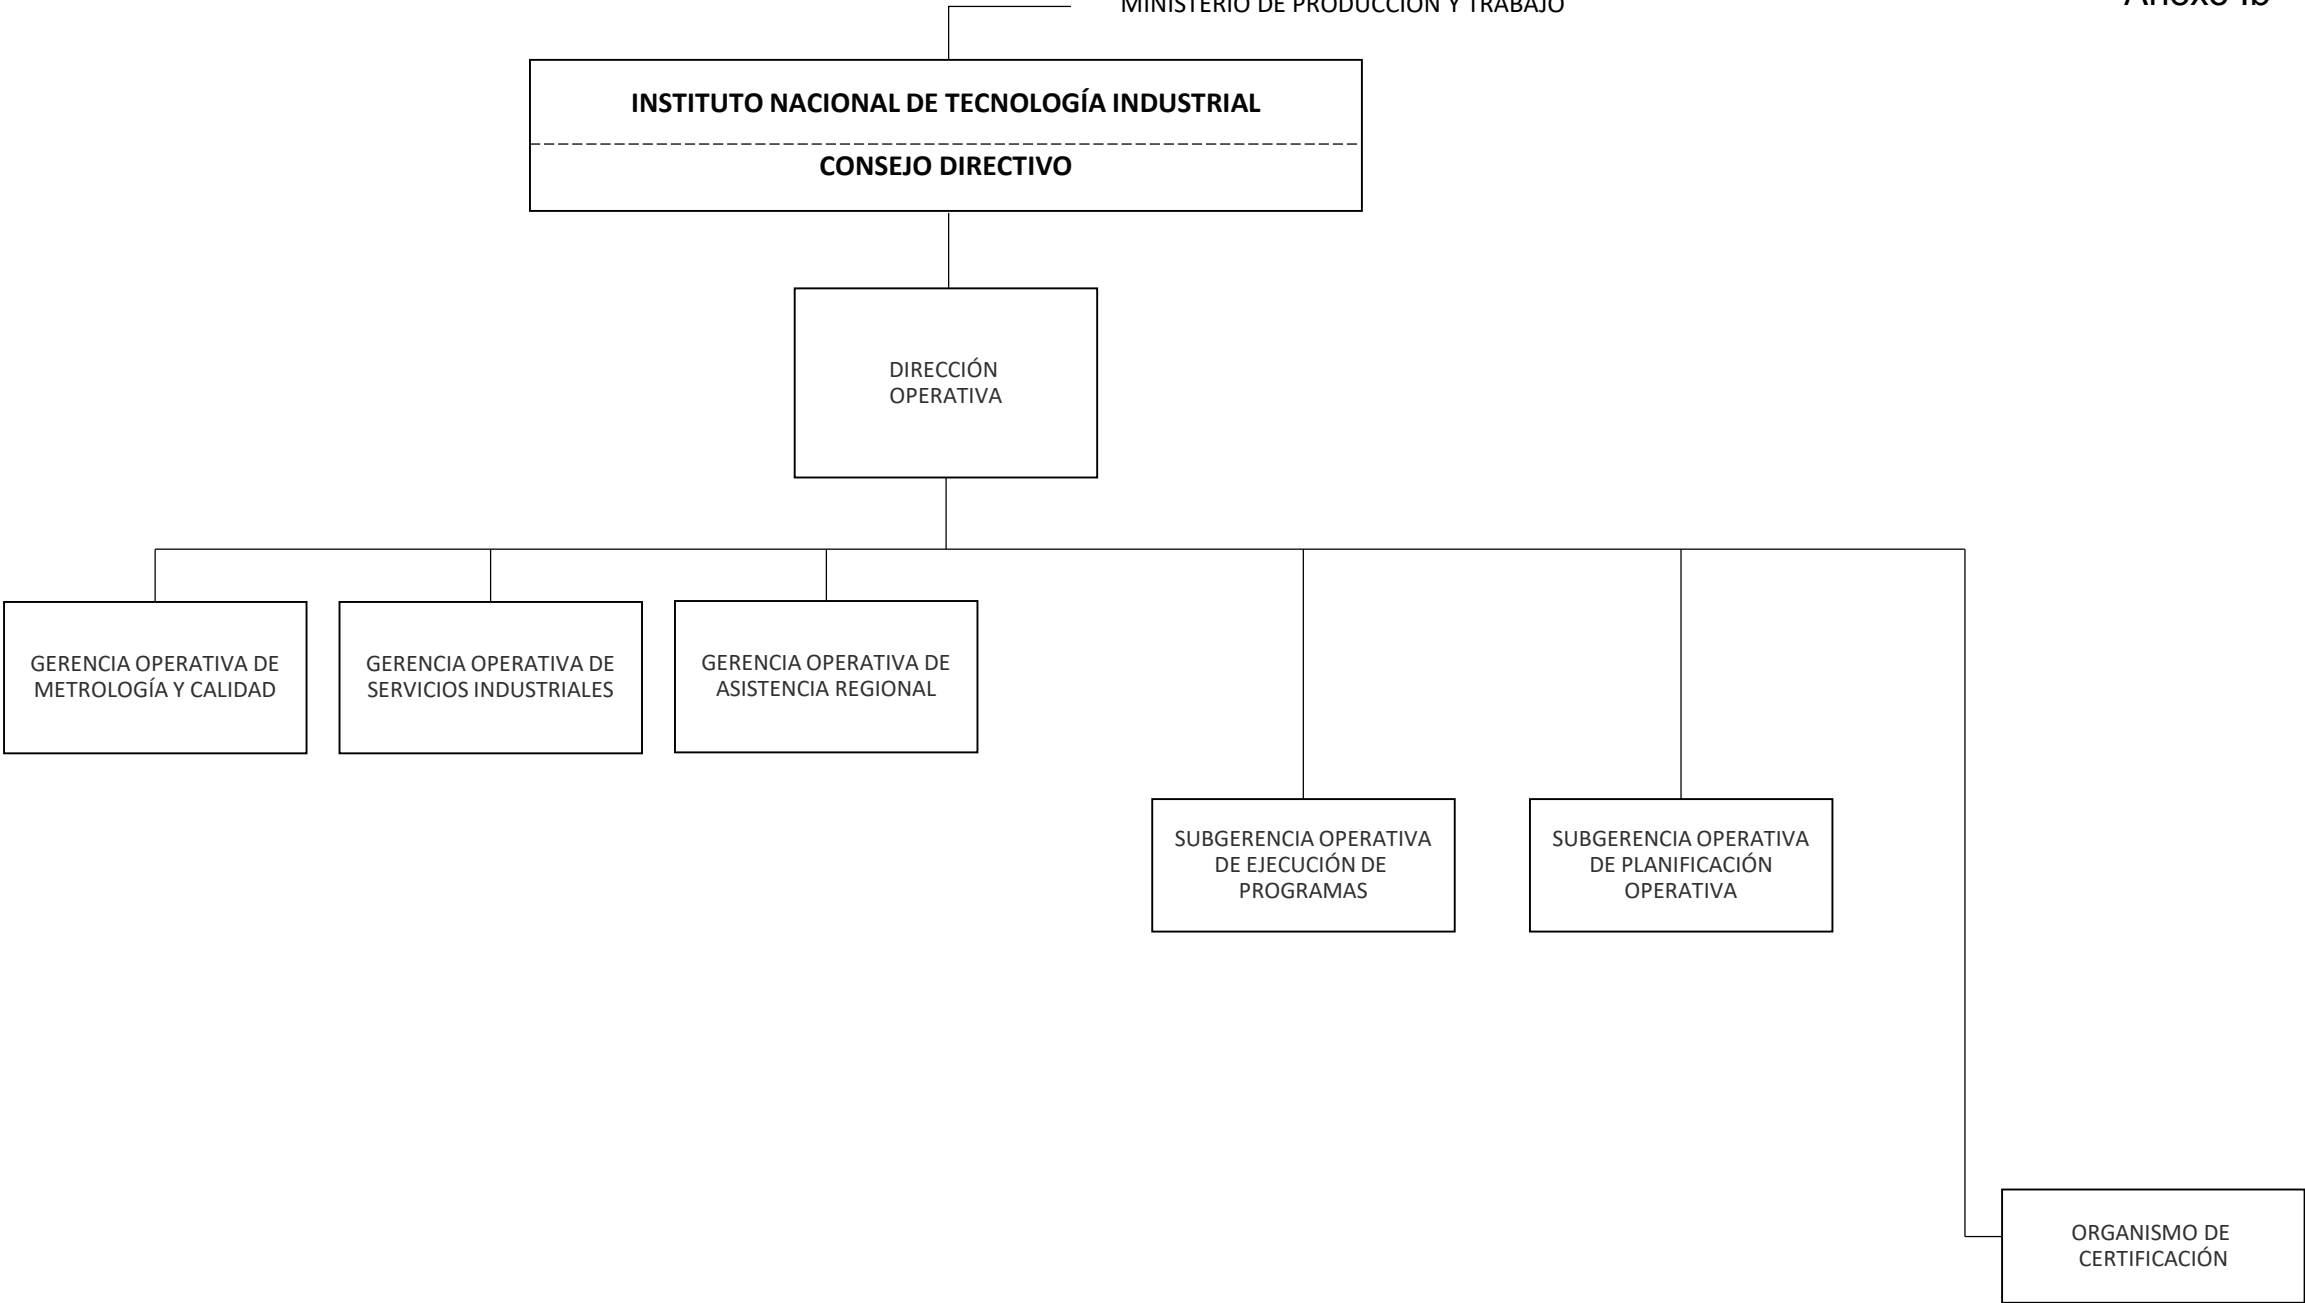 MINISTERIO DE PRODUCCIÓN Y TRABAJO
Anexo Ib
INSTITUTO NACIONAL DE TECNOLOGÍA INDUSTRIAL
CONSEJO DIRECTIVO
DIRECCIÓN
OPERATIVA
GERENCIA OPERATIVA DE
METROLOGÍA Y CALIDAD
GERENCIA OPERATIVA DE
SERVICIOS INDUSTRIALES
GERENCIA OPERATIVA DE
ASISTENCIA REGIONAL
SUBGERENCIA OPERATIVA
DE EJECUCIÓN DE
PROGRAMAS
SUBGERENCIA OPERATIVA
DE PLANIFICACIÓN
OPERATIVA
ORGANISMO DE
CERTIFICACIÓN